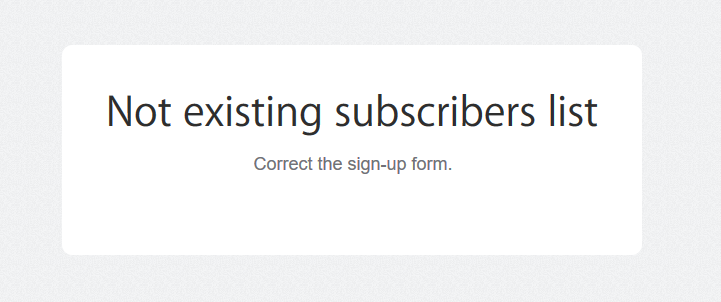 Not existing subscribers list
Correct the sign-up form.